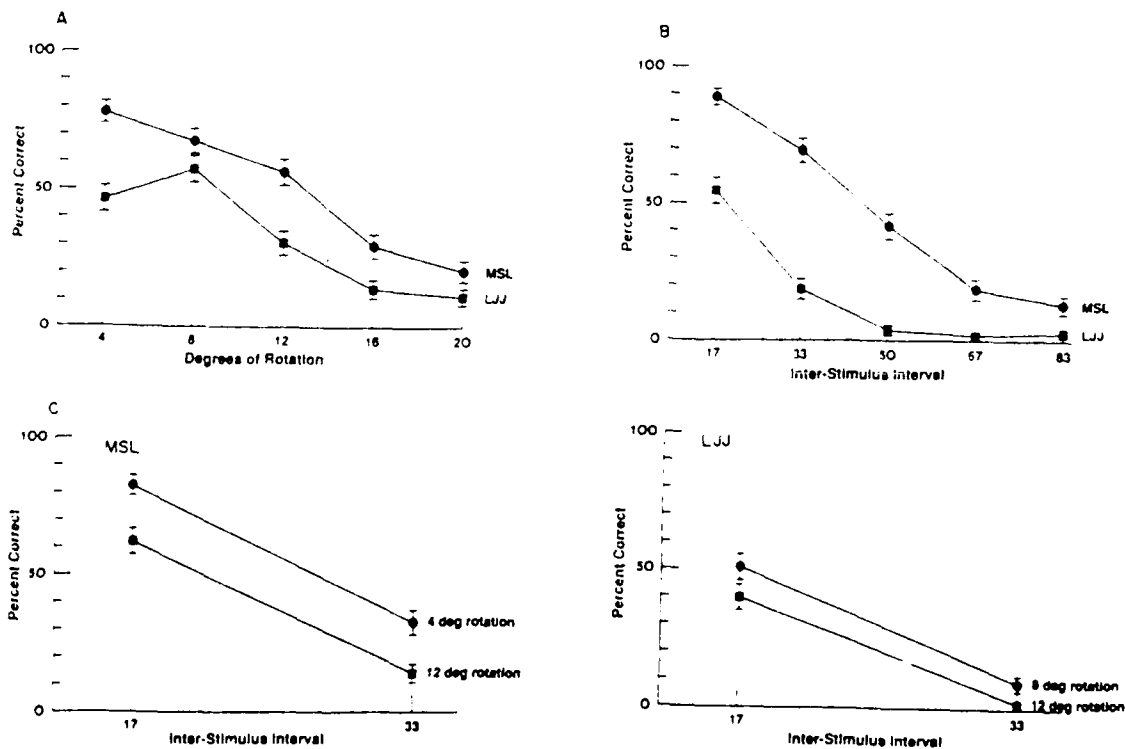 A
100
50
0
Percent Correct
MSL
LJJ
4 8 12 16 20
Degrees of Rotation
B
100
50
0
Percent Correct
MSL
LJJ
17 33 50 67 83
Inter-Stimulus Interval
C
MSL
100
50
0
Percent Correct
4 deg rotation
12 deg rotation
17 33
Inter-Stimulus Interval
LJJ
100
50
0
Percent Correct
8 deg rotation
12 deg rotation
17 33
Inter-Stimulus Interval